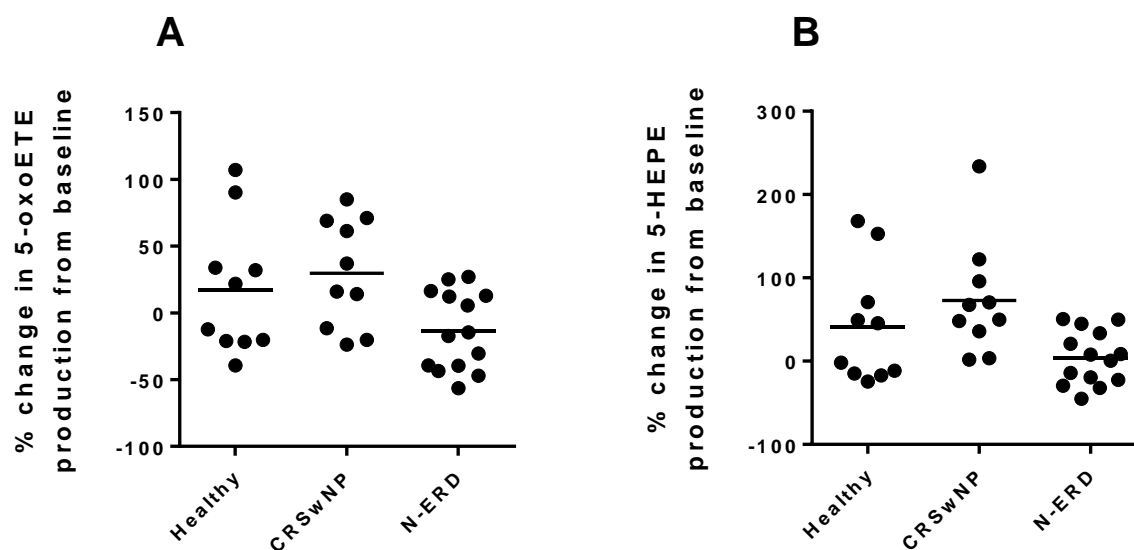 A
% change in 5-oxoETE
production from baseline
150
100
50
0
-50
-100
Healthy
CRSwNP
N-ERD
B
% change in 5-HEPE
production from baseline
300
200
100
0
-100
Healthy
CRSwNP
N-ERD